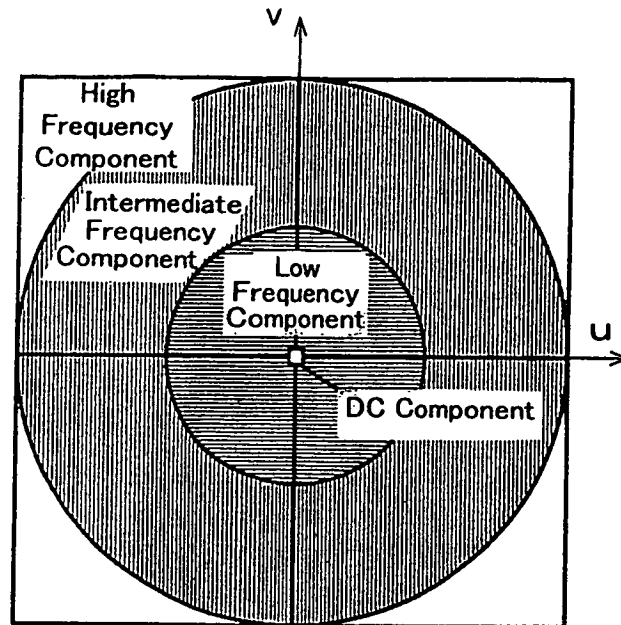 v
High
Frequency
Component
Intermediate
Frequency
Component
Low
Frequency
Component
u
DC Component